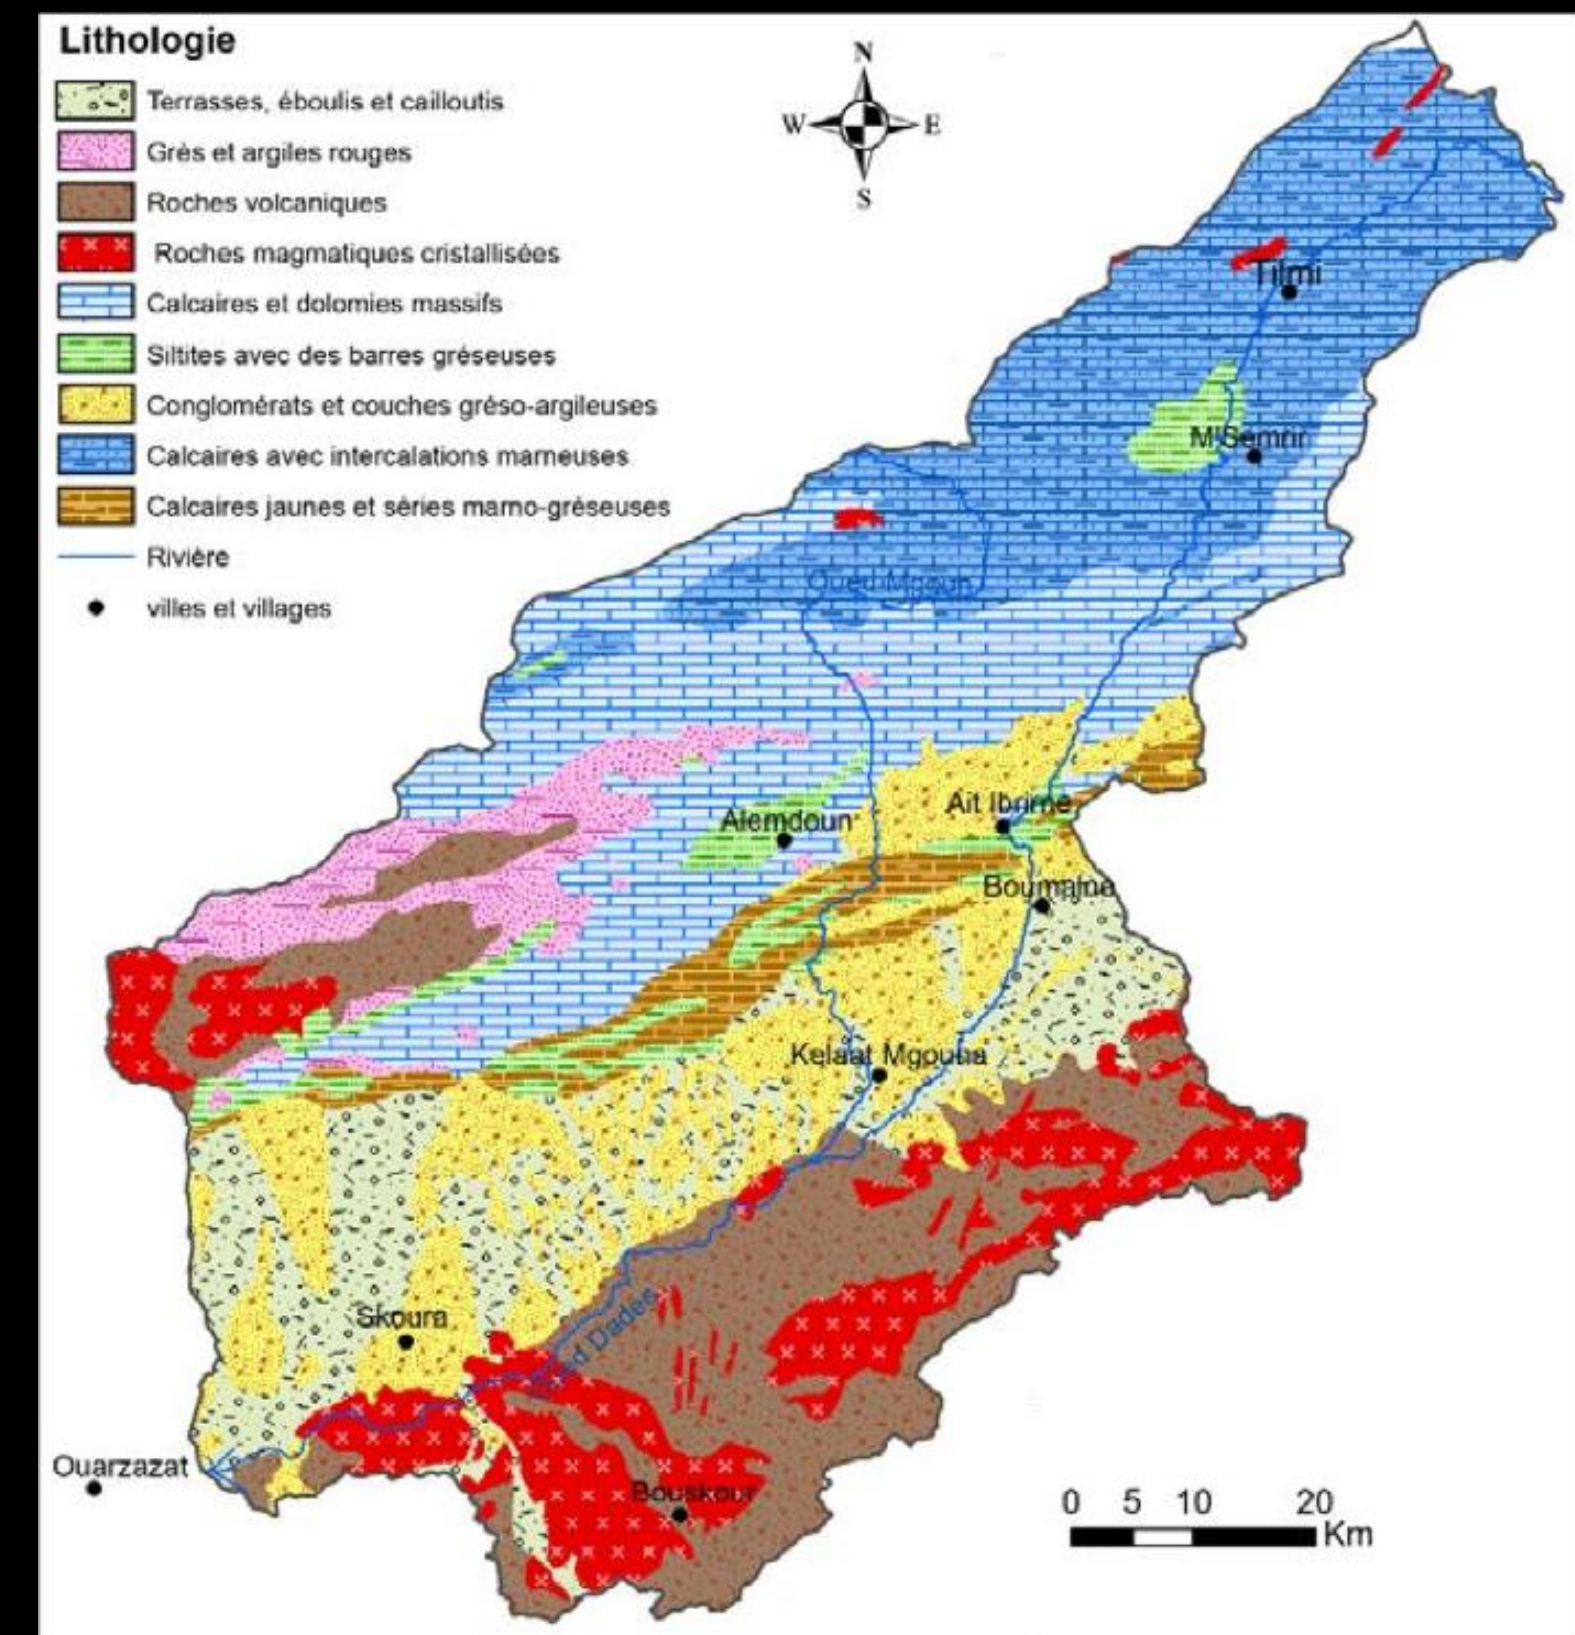 Lithologie
Terrasses, éboulis et cailloutis
Grès et argiles rouges
Roches volcaniques
Roches magmatiques cristallisées
Calcaires et dolomies massifs
Siltites avec des barres gréseuses
Conglomérats et couches gréso-argileuses
Calcaires avec intercalations marneuses
Calcaires jaunes et séries marno-gréseuses
Rivière
villes et villages
N
W E
S
Tilmi
M'Semrir
Oued Mgoun
Alemdoun
Ait Ibrirne
Boumalne
Kelaat Mgouna
Skoura
Oued Dades
Ouarzazat
Bouskour
0 5 10 20
Km